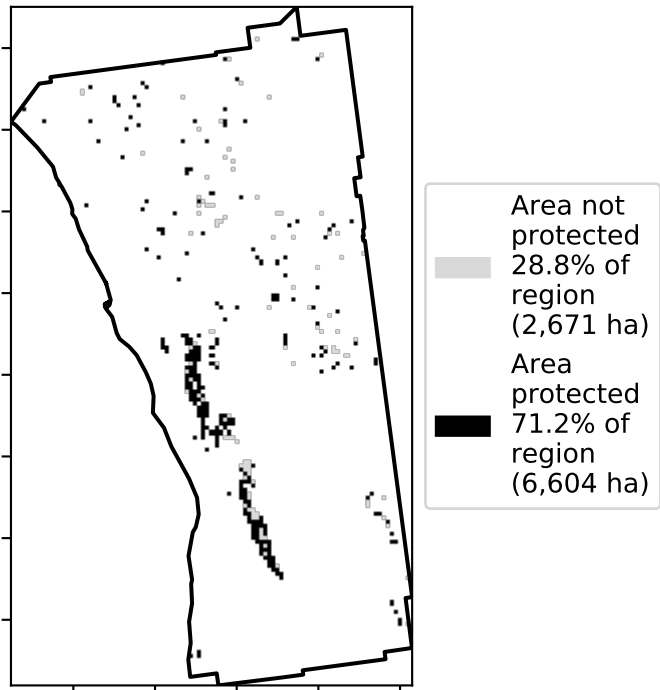 Area not
protected
28.8% of
region
(2,671 ha)
Area
protected
71.2% of
region
(6,604 ha)